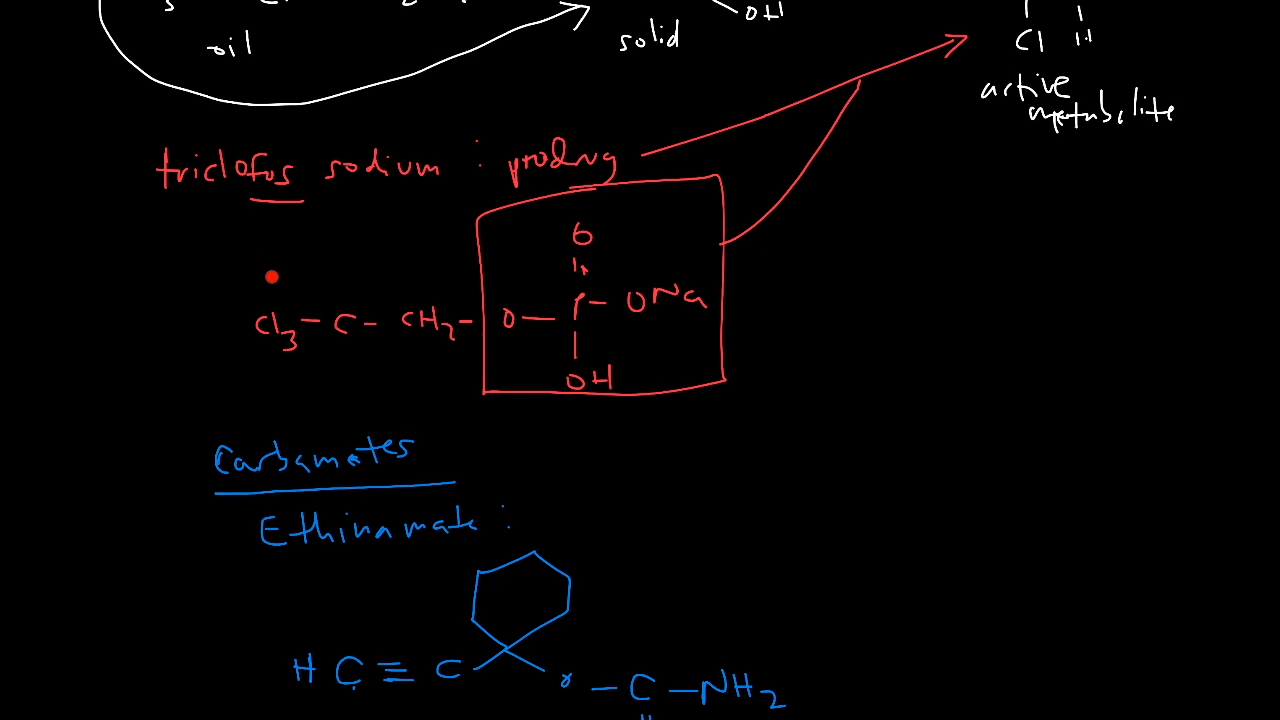 OH
oil
solid
Cl H
active
metabolite
triclofos sodium : prodrug
O
Cl3 — C — CH2 — O — P — ONa
OH
Carbamates
Ethinamate :
HC ≡ C
O — C — NH2